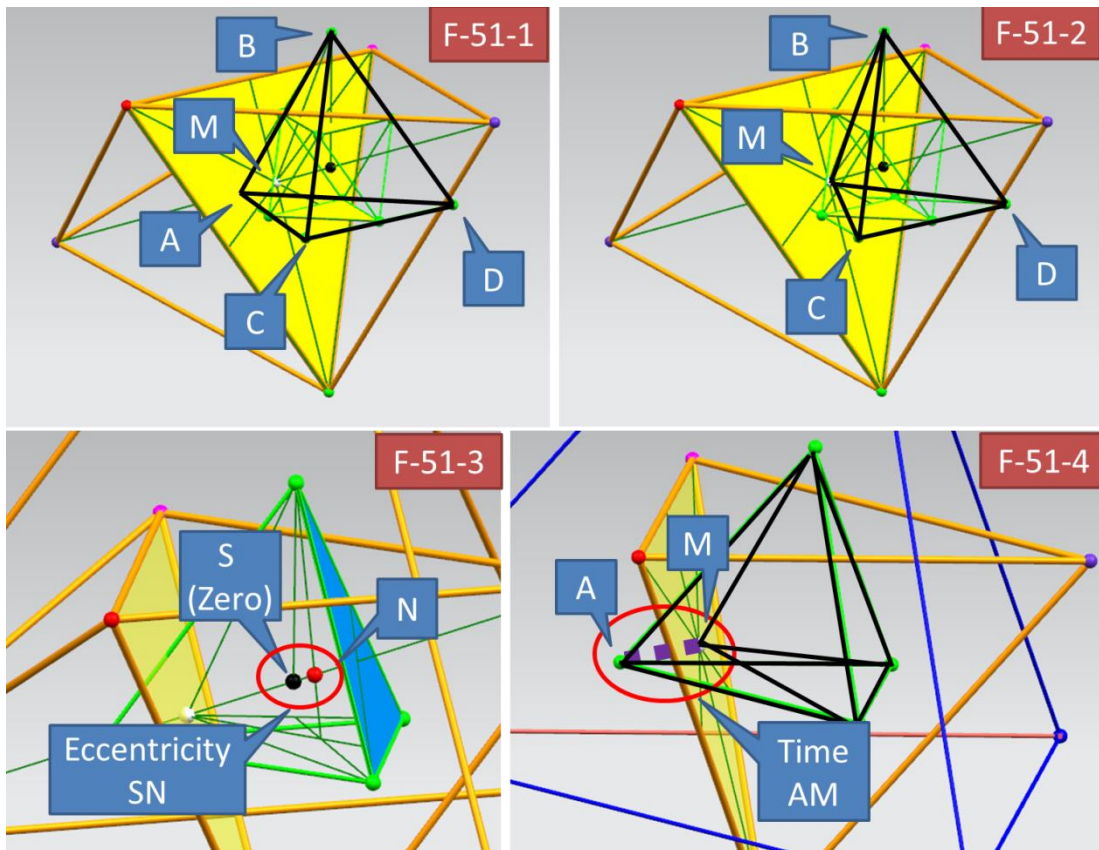 B
F-51-1
M
A
C
D
B
F-51-2
M
C
D
F-51-3
S
(Zero)
N
Eccentricity
SN
F-51-4
M
A
Time
AM